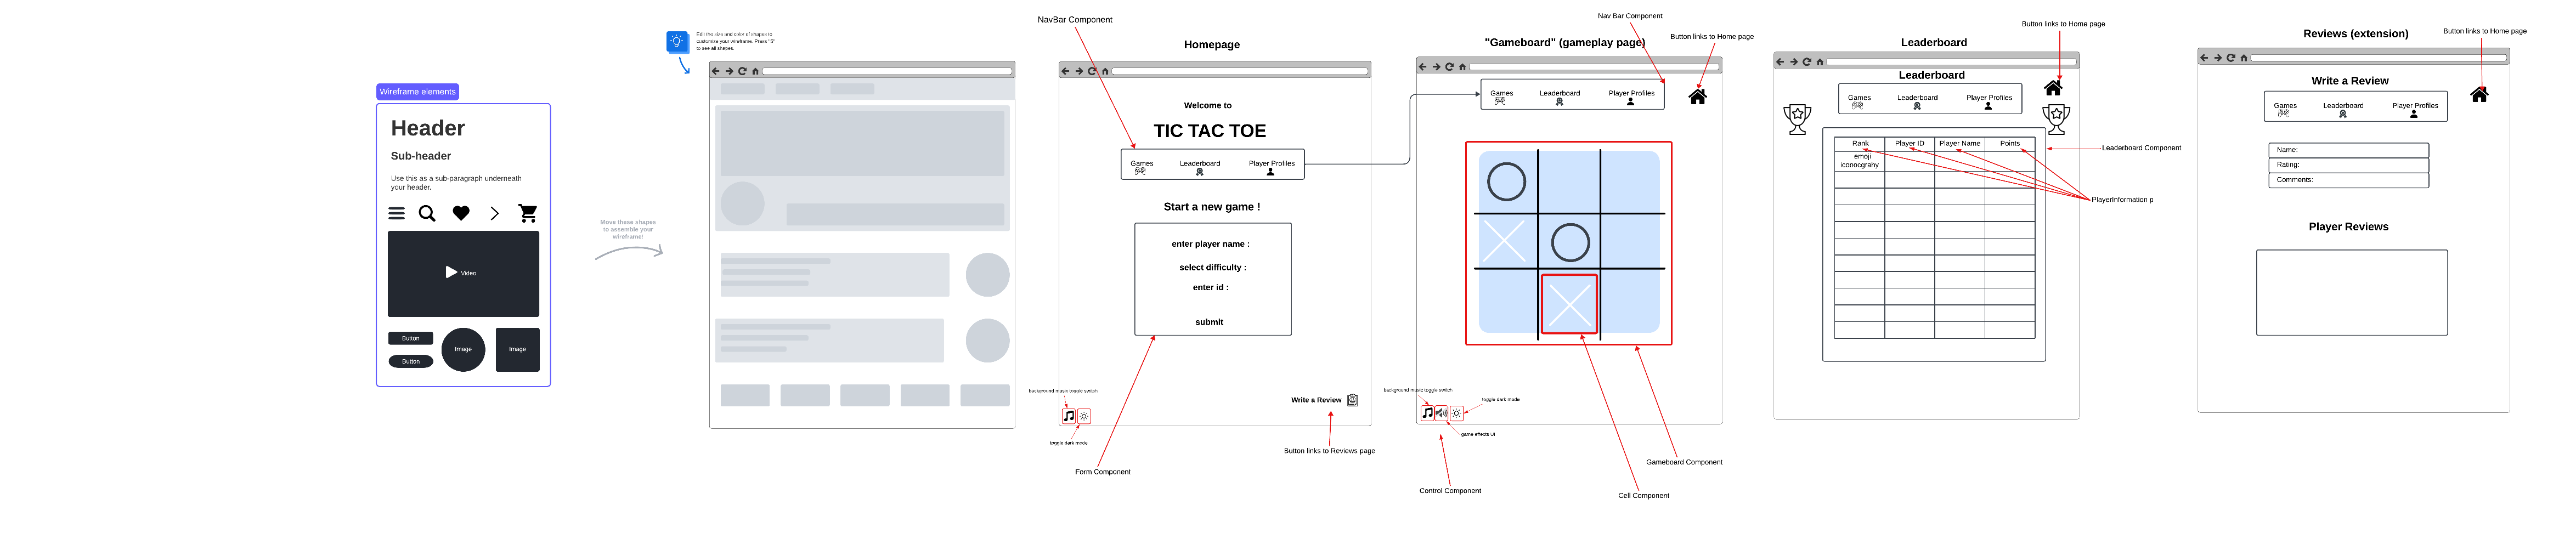 Wireframe elements
Header
Sub-header
Use this as a sub-paragraph underneath
your header.
Video
Button
Button
Image
Image
Move these shapes
to assemble your
wireframe!
Edit the size and color of shapes to
customize your wireframe. Press "S"
to see all shapes.
NavBar Component
Homepage
Welcome to
TIC TAC TOE
Games
Leaderboard
Player Profiles
Start a new game !
enter player name :
select difficulty :
enter id :
submit
background music toggle switch
toggle dark mode
Write a Review
Form Component
Button links to Reviews page
Nav Bar Component
"Gameboard" (gameplay page)
Button links to Home page
Games
Leaderboard
Player Profiles
background music toggle switch
toggle dark mode
game effects UI
Control Component
Gameboard Component
Cell Component
Button links to Home page
Leaderboard
Leaderboard
Games
Leaderboard
Player Profiles
Rank
Player ID
Player Name
Points
emoji
iconocgrahy
Leaderboard Component
PlayerInformation p
Reviews (extension)
Button links to Home page
Write a Review
Games
Leaderboard
Player Profiles
Name:
Rating:
Comments:
Player Reviews